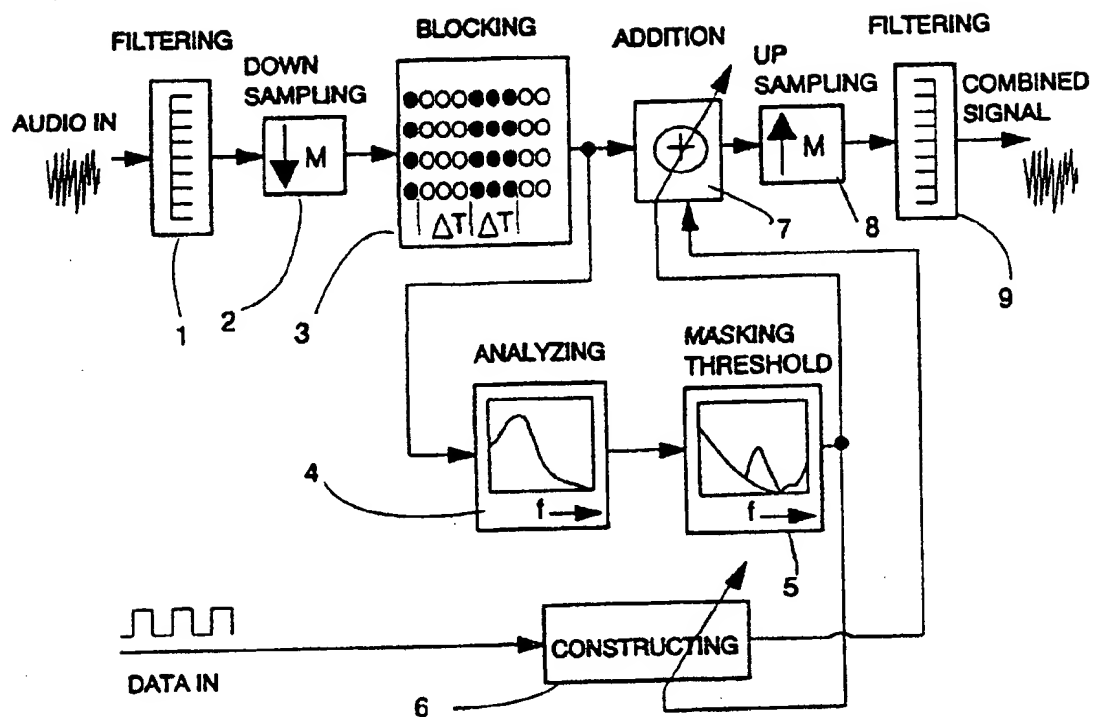 FILTERING
BLOCKING
ADDITION
FILTERING
DOWN
SAMPLING
UP
SAMPLING
COMBINED
SIGNAL
AUDIO IN
M
M
ΔT ΔT
1
2
3
7
8
9
ANALYZING
MASKING
THRESHOLD
f
f
4
5
DATA IN
CONSTRUCTING
6